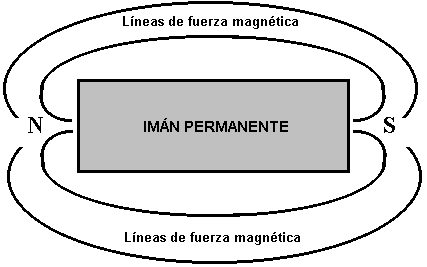 Líneas de fuerza magnética
N
IMÁN PERMANENTE
S
Líneas de fuerza magnética